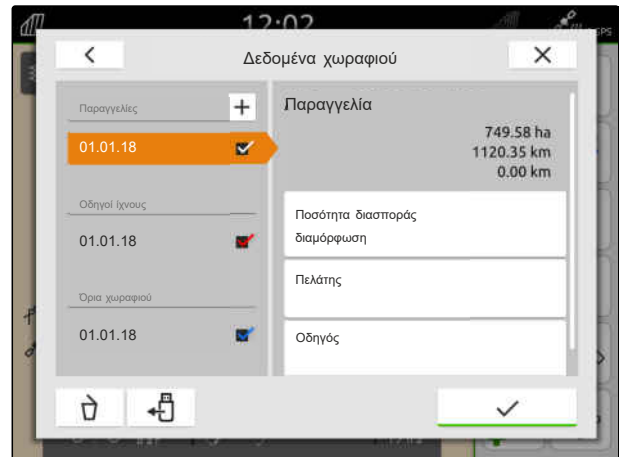 12:02
GPS
Δεδομένα χωραφιού
Παραγγελίες
01.01.18
Οδηγοί ίχνους
01.01.18
Όρια χωραφιού
01.01.18
Παραγγελία
749.58 ha
1120.35 km
0.00 km
Ποσότητα διασποράς
διαμόρφωση
Πελάτης
Οδηγός